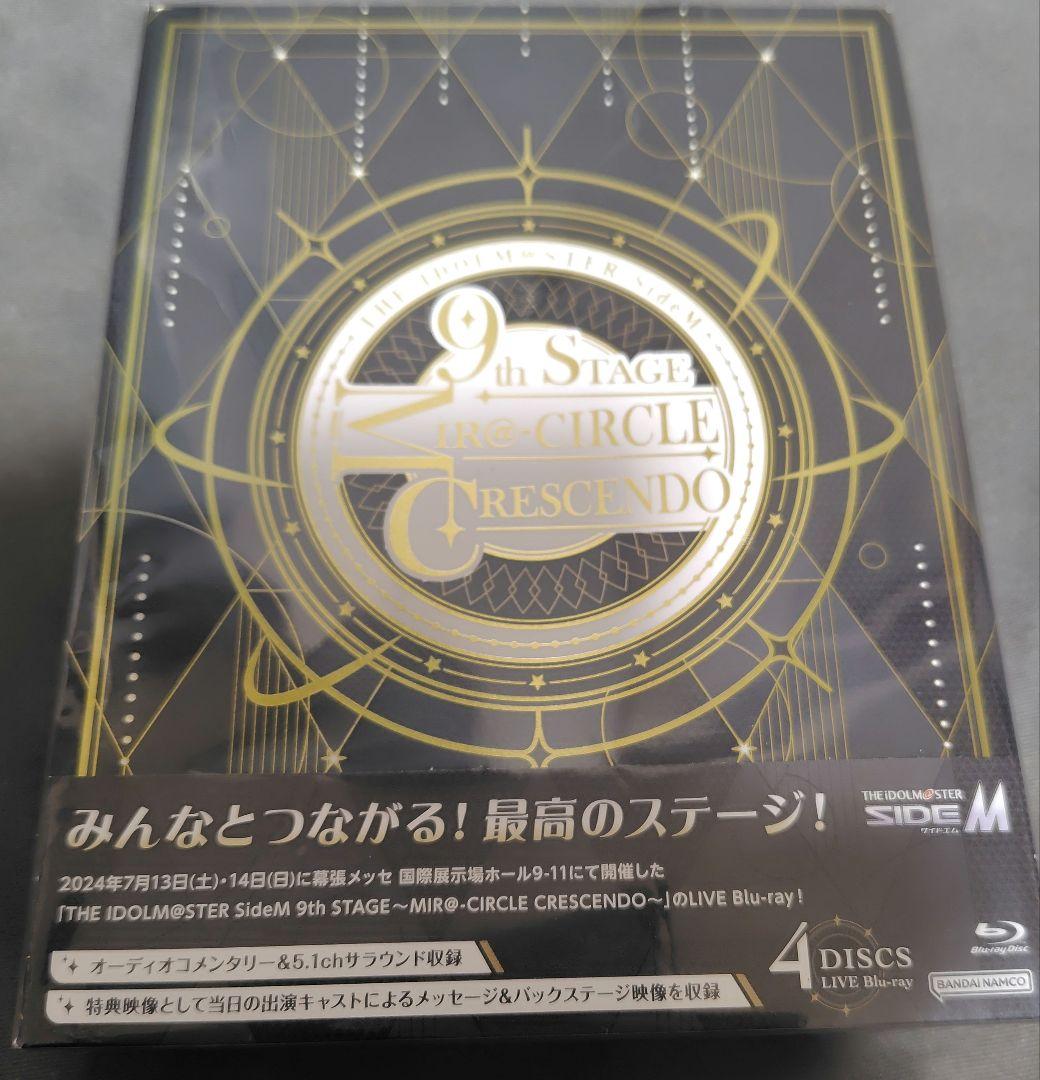 THE IDOLM@STER SideM
9th STAGE
MIR@-CIRCLE
CRESCENDO
みんなとつながる!最高のステージ!
THE IDOLM@STER
SIDEM
サイドエム
2024年7月13日(土)・14日(日)に幕張メッセ 国際展示場ホール9-11にて開催した
「THE IDOLM@STER SideM 9th STAGE～MIR@-CIRCLE CRESCENDO～」のLIVE Blu-ray!
オーディオコメンタリー&5.1chサラウンド収録
特典映像として当日の出演キャストによるメッセージ&バックステージ映像を収録
4 DISCS
LIVE Blu-ray
Blu-ray Disc
BANDAI NAMCO